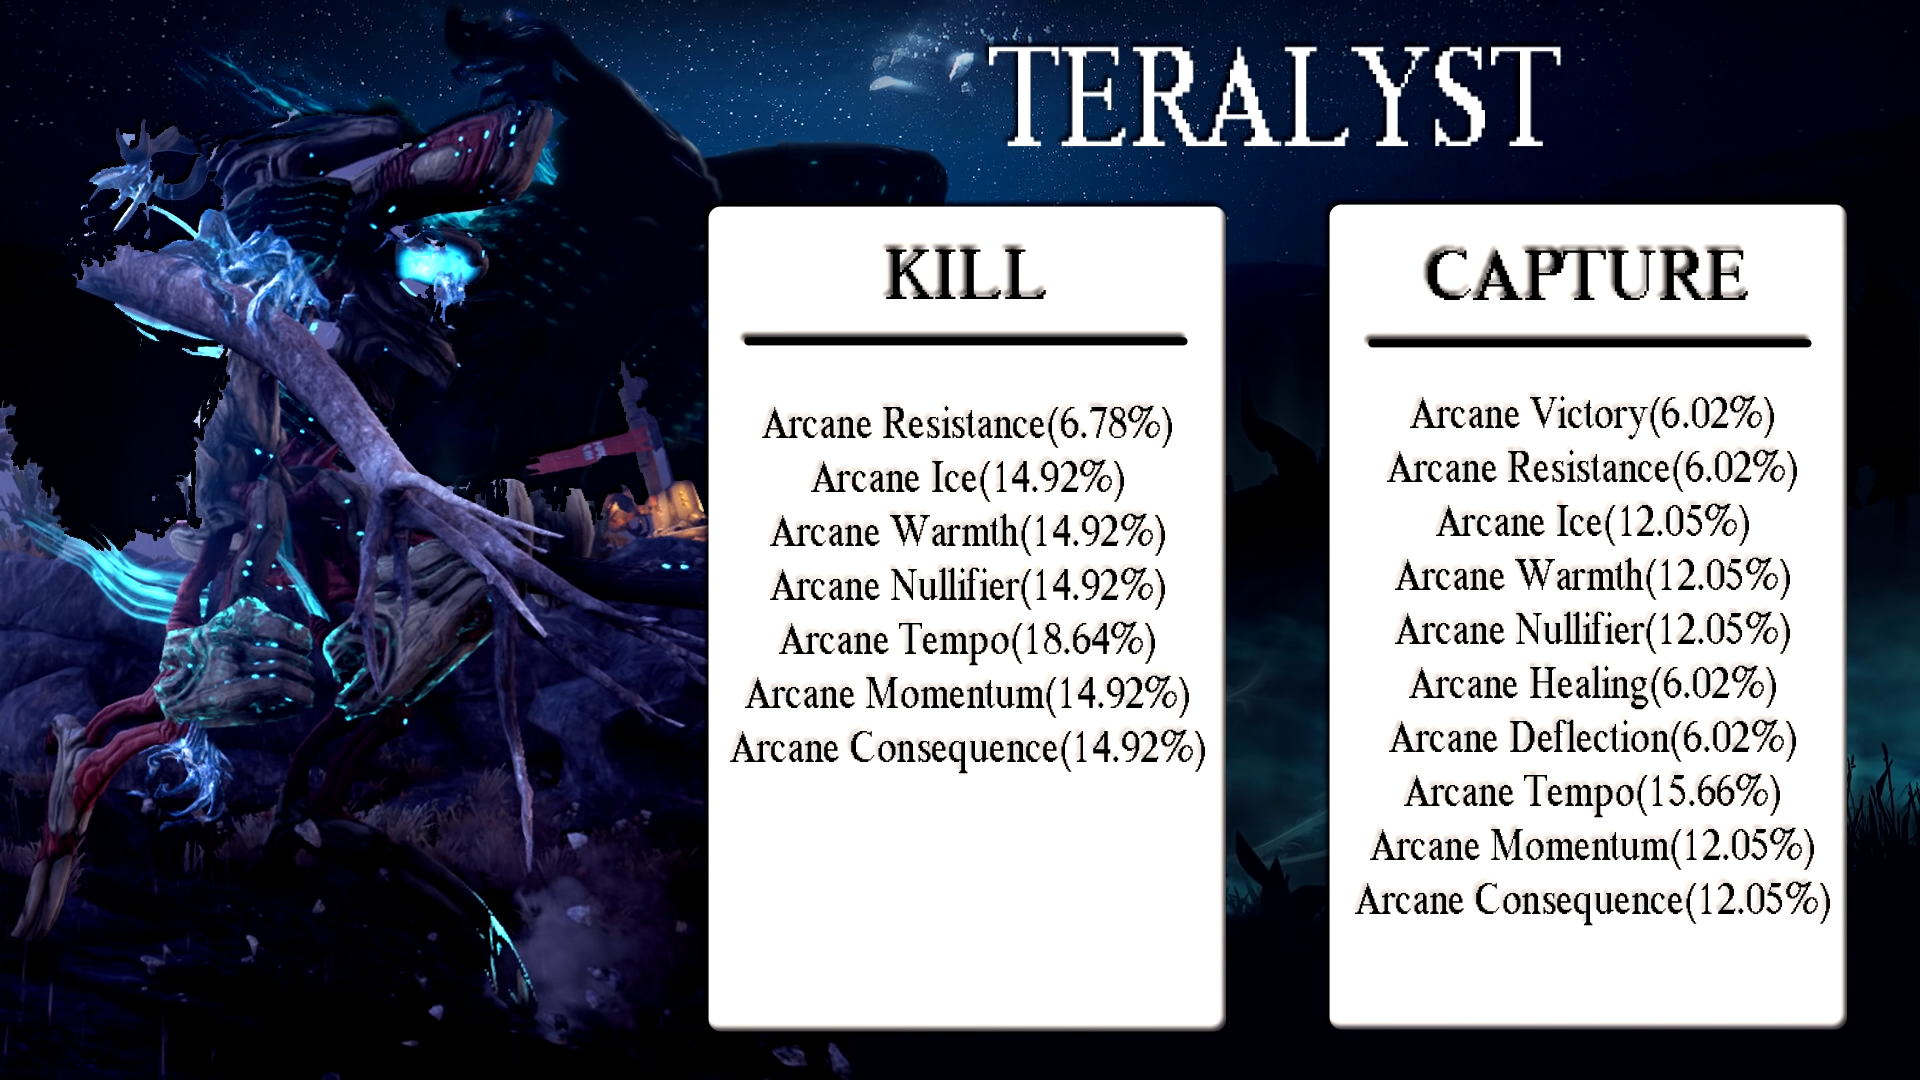 TERALYST
KILL
Arcane Resistance(6.78%)
Arcane Ice(14.92%)
Arcane Warmth(14.92%)
Arcane Nullifier(14.92%)
Arcane Tempo(18.64%)
Arcane Momentum(14.92%)
Arcane Consequence(14.92%)
CAPTURE
Arcane Victory(6.02%)
Arcane Resistance(6.02%)
Arcane Ice(12.05%)
Arcane Warmth(12.05%)
Arcane Nullifier(12.05%)
Arcane Healing(6.02%)
Arcane Deflection(6.02%)
Arcane Tempo(15.66%)
Arcane Momentum(12.05%)
Arcane Consequence(12.05%)